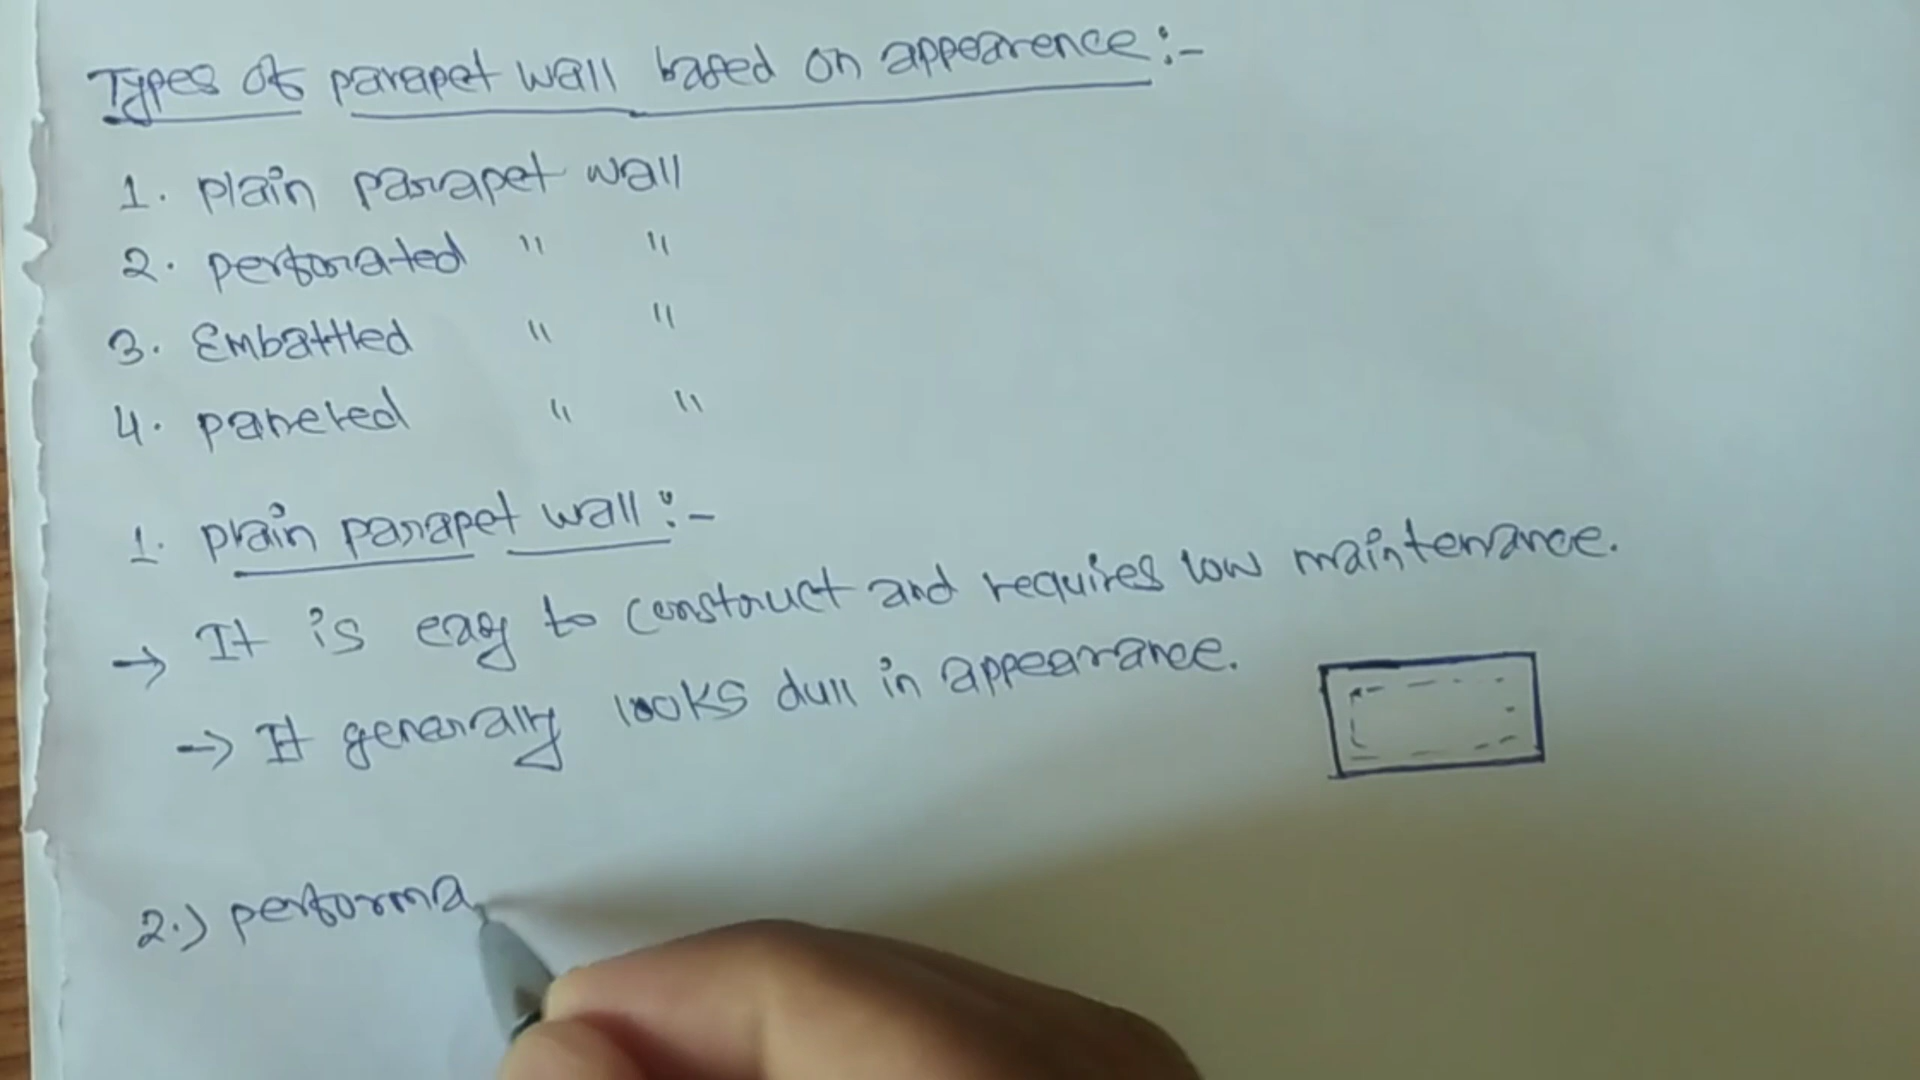 Types of parapet wall based on appearence:-
1. plain parapet wall
2. perforated " "
3. Embattled " "
4. paneled " "
1. plain parapet wall :-
→ It is easy to construct and requires low maintenance.
→ It generally looks dull in appearance.
2.) performa